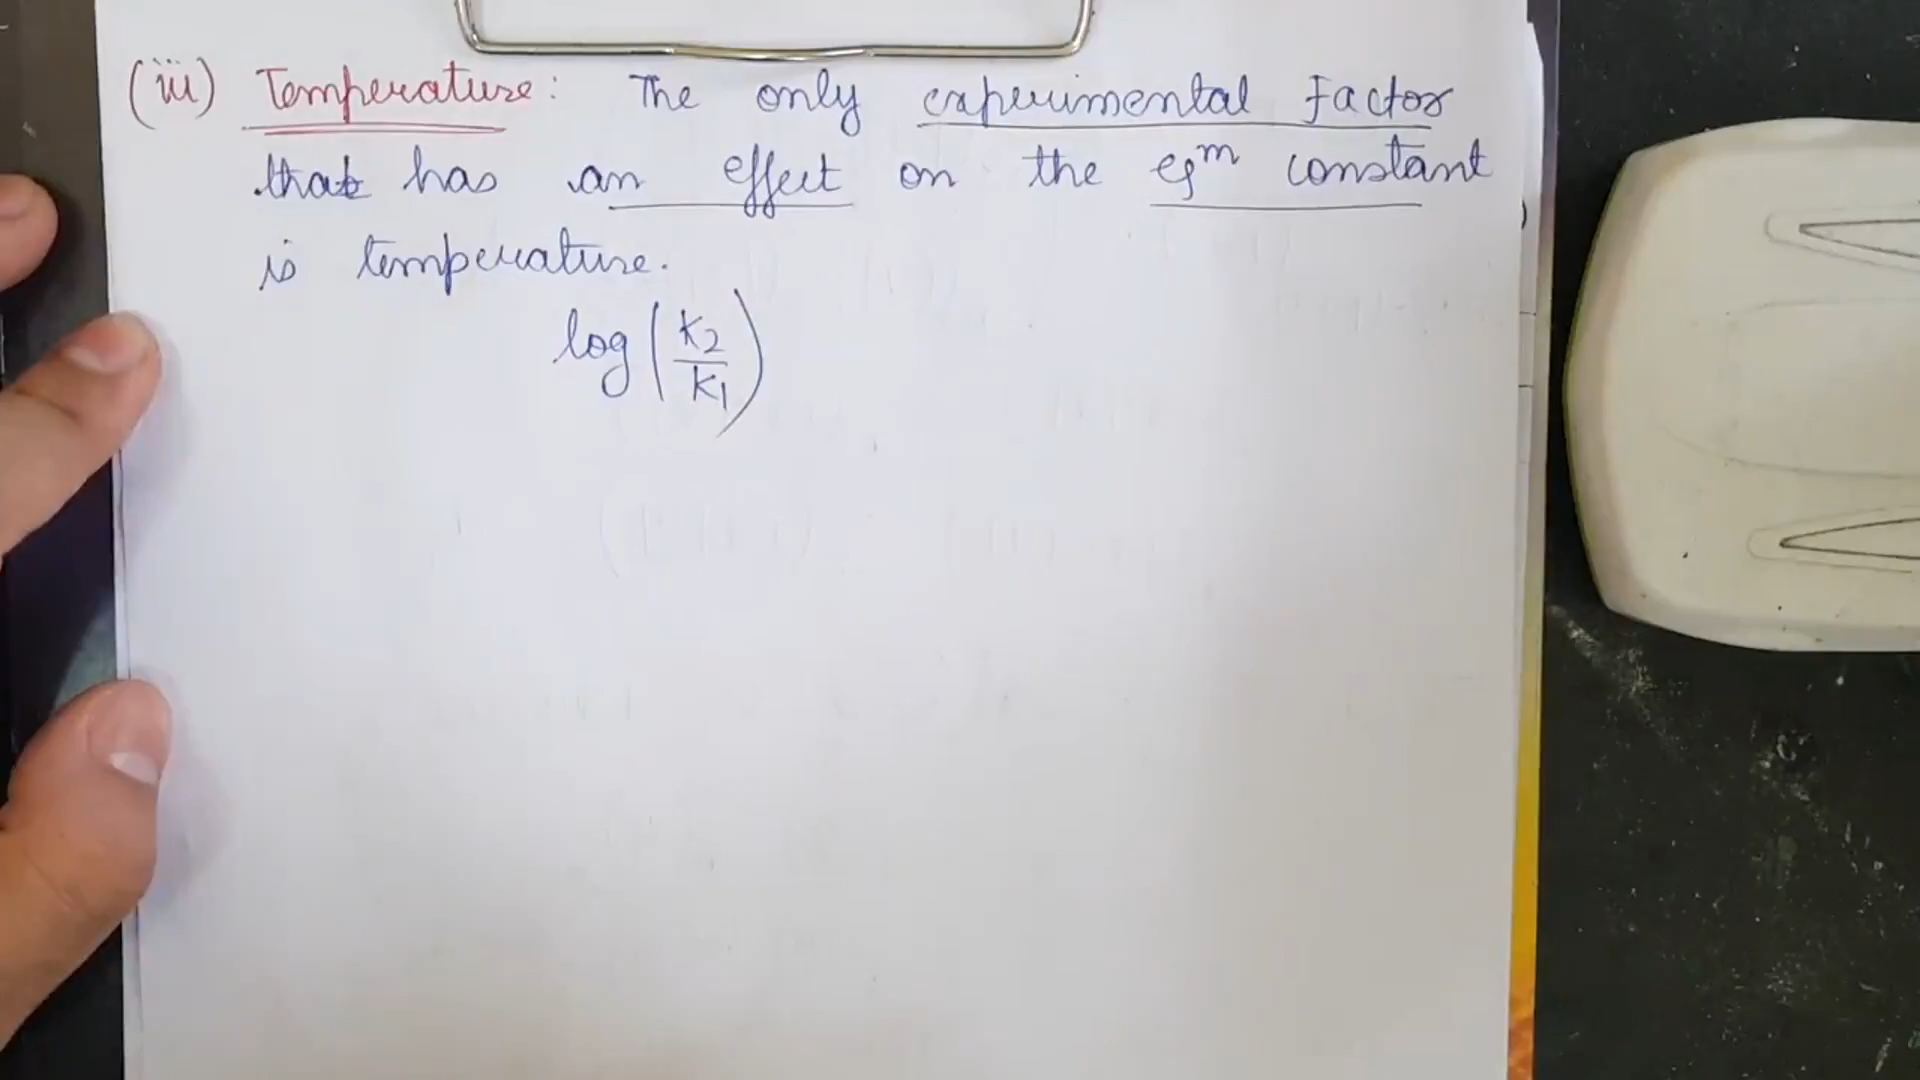 (iii) Temperature: The only experimental Factor
that has an effect on the eqᵐ constant
is temperature.
log(K₂/K₁)